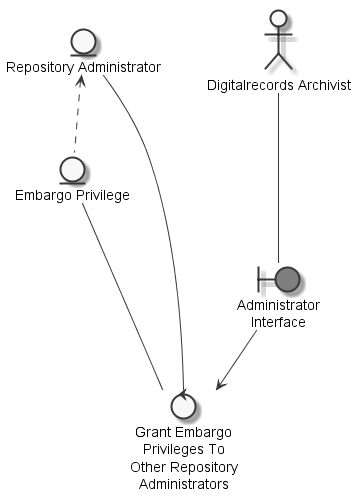 Repository Administrator
Digitalrecords Archivist
Embargo Privilege
Administrator
Interface
Grant Embargo
Privileges To
Other Repository
Administrators